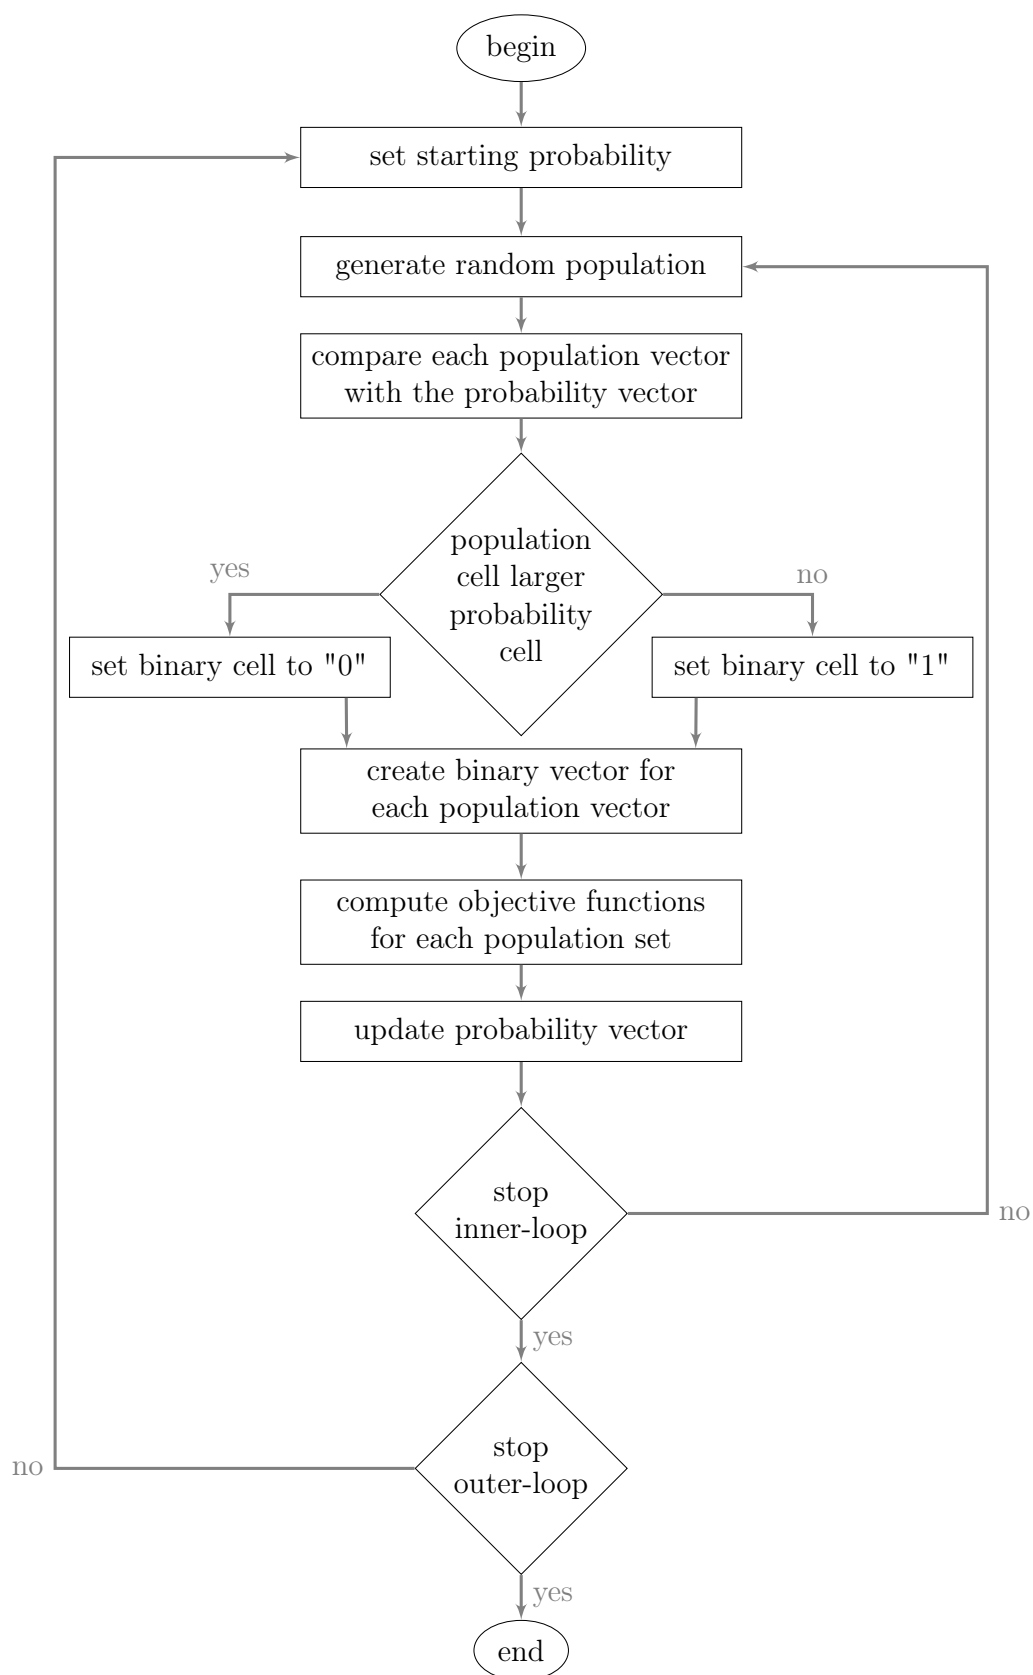 begin
set starting probability
generate random population
compare each population vector
with the probability vector
population
cell larger
probability
cell
yes
no
set binary cell to "0"
set binary cell to "1"
create binary vector for
each population vector
compute objective functions
for each population set
update probability vector
stop
inner-loop
no
yes
stop
outer-loop
no
yes
end